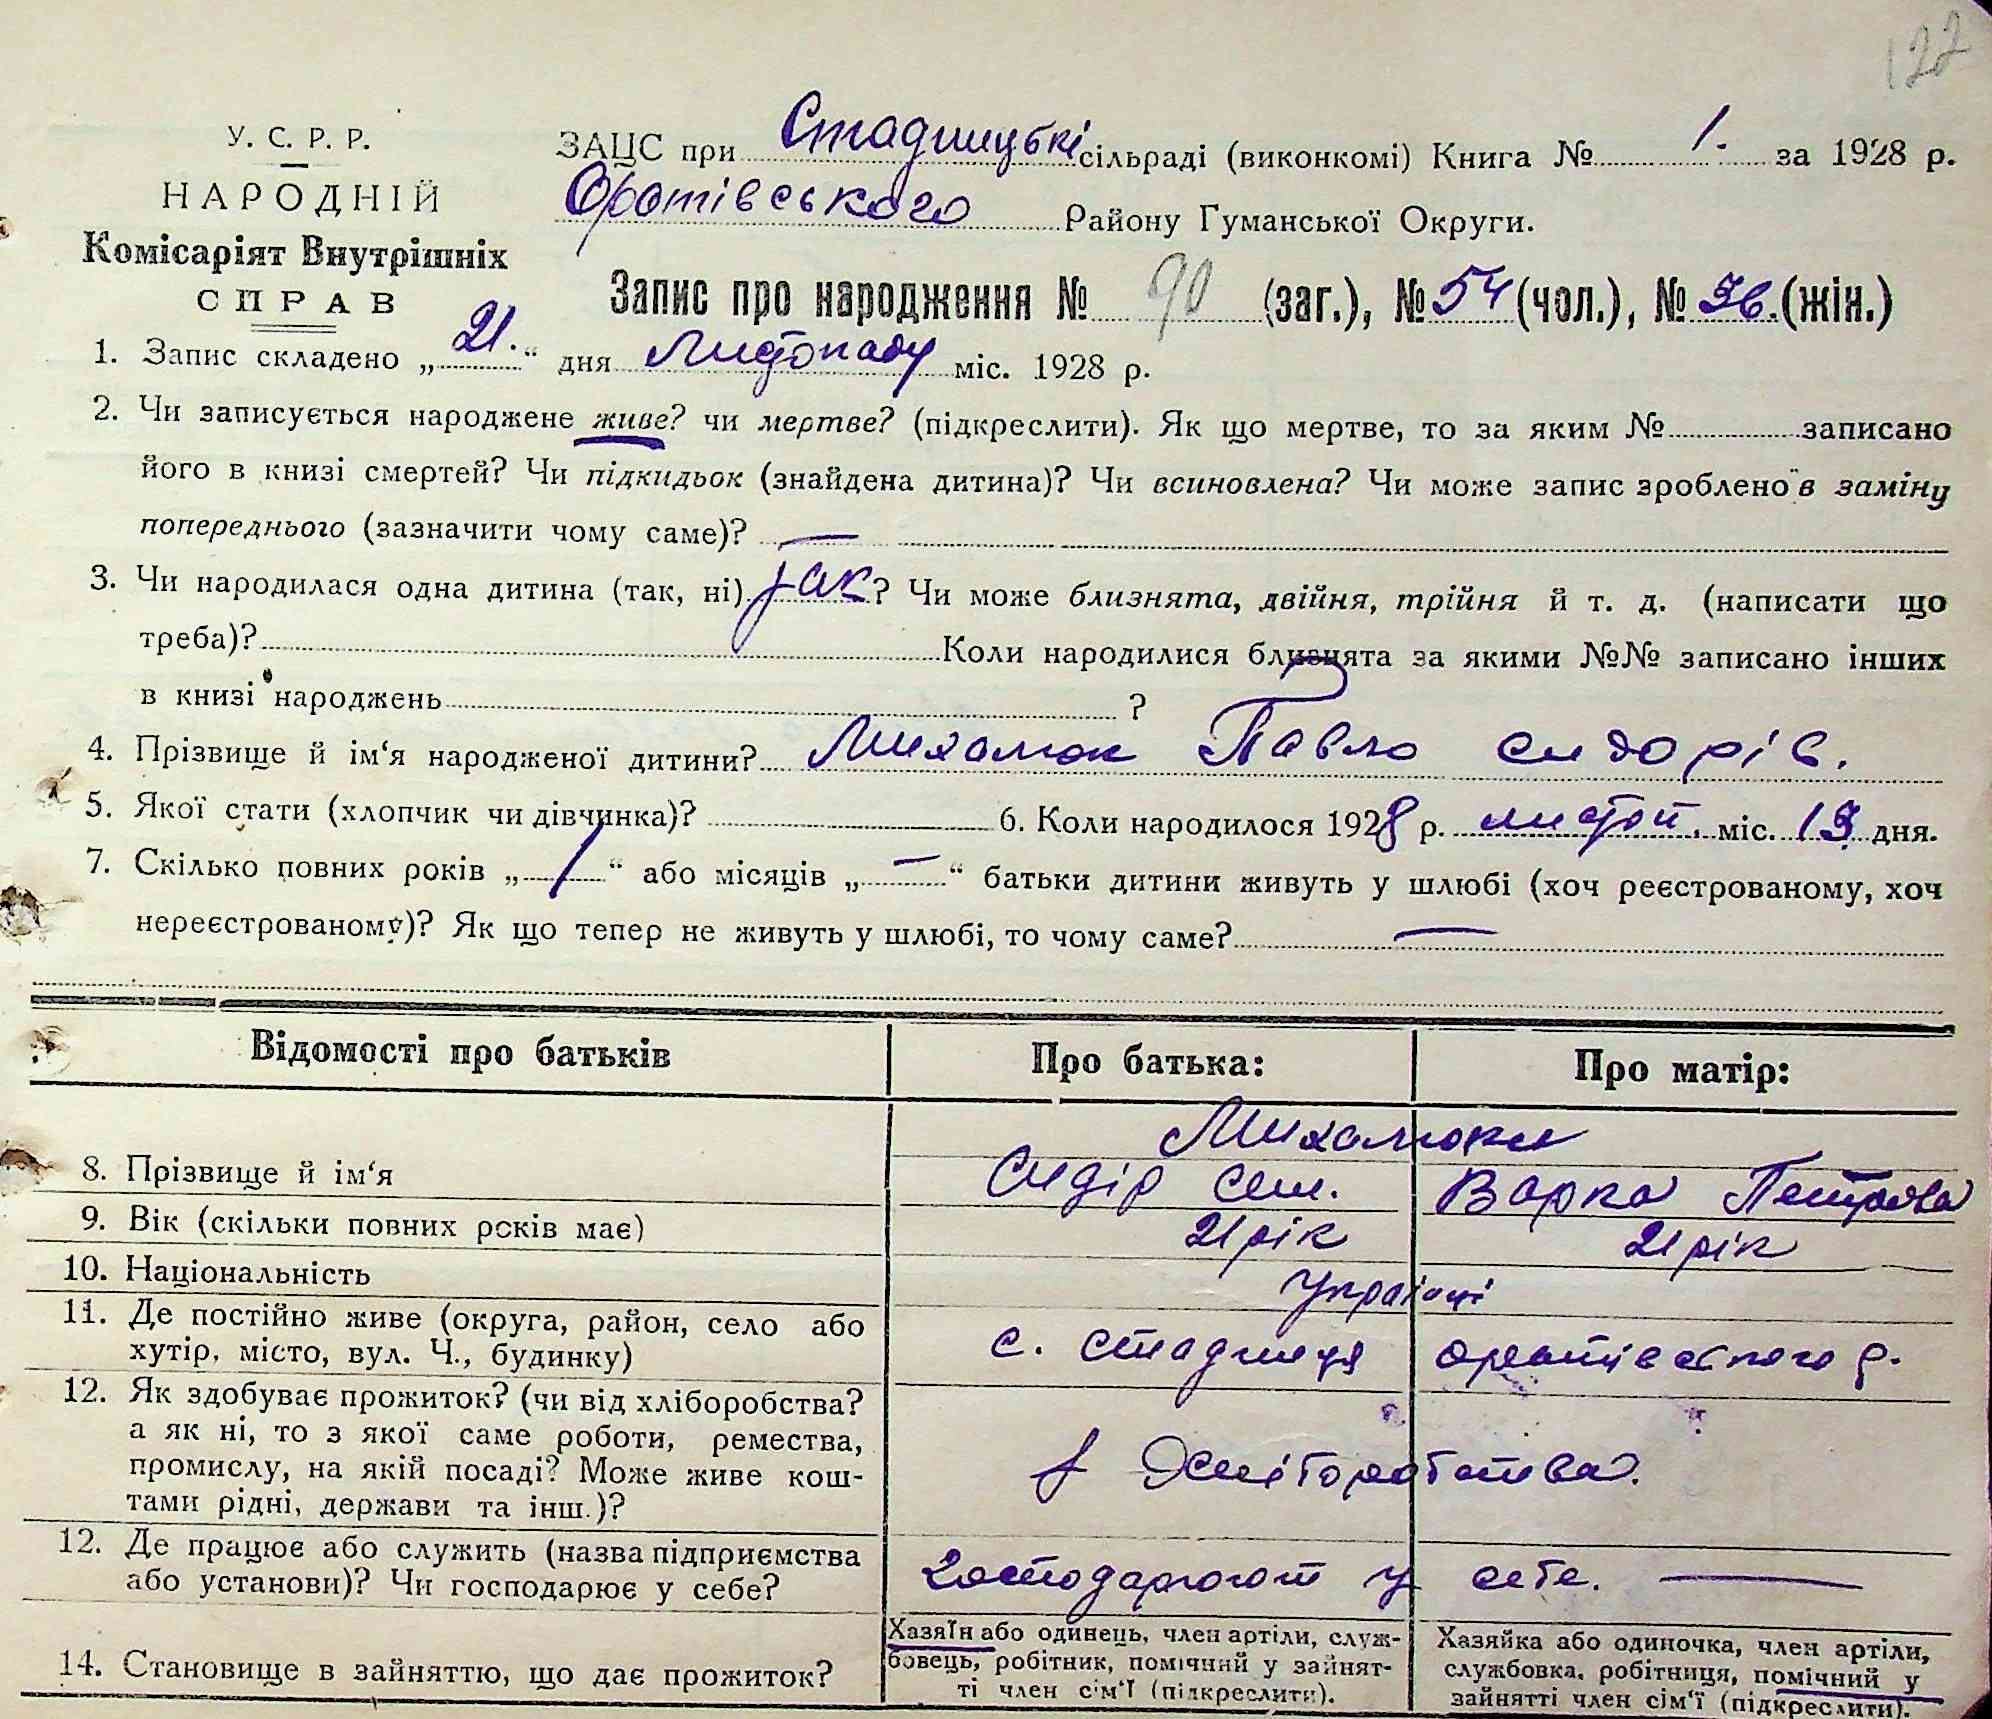 122
У. С. Р. Р.
НАРОДНІЙ
Комісаріят Внутрішніх
СПРАВ
ЗАЦС при Стадницькі сільраді (виконкомі) Книга № 1. за 1928 р.
Оратівського Району Гуманської Округи.
Запис про народження № 90 (заг.), № 54 (чол.), № 36. (жін.)
1. Запис складено „21.“ дня Листопаду міс. 1928 р.
2. Чи записується народжене живе? чи мертве? (підкреслити). Як що мертве, то за яким № записано
його в книзі смертей? Чи підкидьок (знайдена дитина)? Чи всиновлена? Чи може запис зроблено в заміну
попереднього (зазначити чому саме)? —
3. Чи народилася одна дитина (так, ні) так? Чи може близнята, двійня, трійня й т. д. (написати що
треба)? Коли народилися близнята за якими №№ записано інших
в книзі народжень ?
4. Прізвище й ім‘я народженої дитини? Михалюк Павло Сидорів.
5. Якої стати (хлопчик чи дівчинка)? 6. Коли народилося 1928 р. листоп. міс. 19 дня.
7. Скілько повних років „1“ або місяців „—“ батьки дитини живуть у шлюбі (хоч реєстрованому, хоч
нереєстрованому)? Як що тепер не живуть у шлюбі, то чому саме? —
Відомості про батьків Про батька: Про матір:
Михалюки
8. Прізвище й ім‘я Сидір Сем. Варка Петрова
9. Вік (скільки повних років має) 21 рік 21 рік
10. Національність Україньці
11. Де постійно живе (округа, район, село або
хутір, місто, вул. Ч., будинку) с. Стадниця Оратівського р.
12. Як здобуває прожиток? (чи від хліборобства?
а як ні, то з якої саме роботи, ремества,
промислу, на якій посаді? Може живе кош-
тами рідні, держави та інш.)? З хліборобства.
12. Де працює або служить (назва підприємства
або установи)? Чи господарює у себе? Господарюют у себе. —
14. Становище в зайняттю, що дає прожиток?
Хазяїн або одинець, член артіли, служ-
бовець, робітник, помічний у занят-
ті член сім‘ї (підкреслити).
Хазяйка або одиночка, член артіли,
службовка, робітниця, помічний у
зайнятті член сім‘ї (підкреслити).